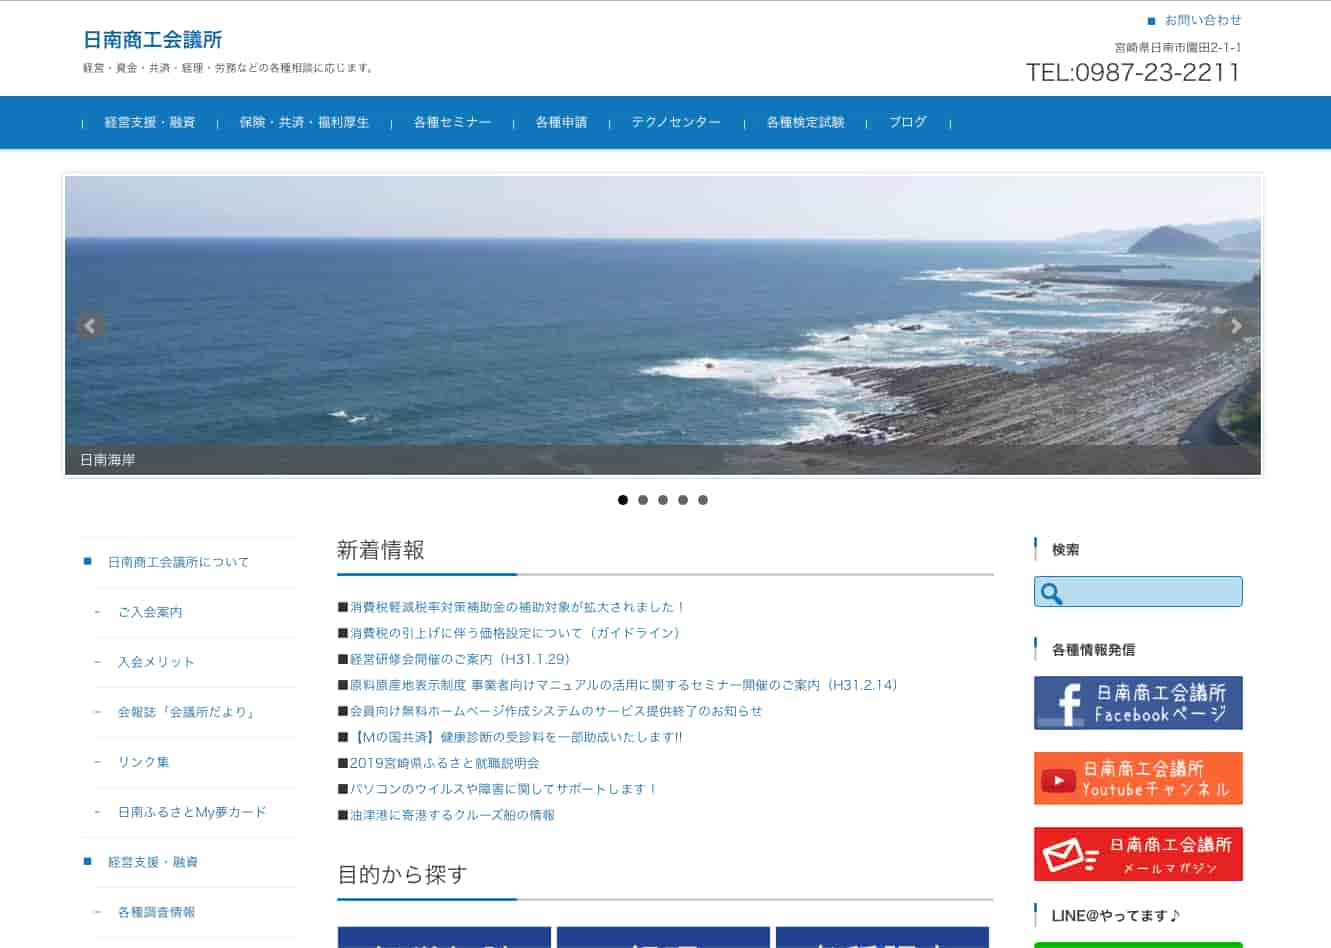 日南商工会議所
経営・資金・共済・経理・労務などの各種相談に応じます。
お問い合わせ
宮崎県日南市園田2-1-1
TEL:0987-23-2211
経営支援・融資
保険・共済・福利厚生
各種セミナー
各種申請
テクノセンター
各種検定試験
ブログ
日南海岸
日南商工会議所について
ご入会案内
入会メリット
会報誌「会議所だより」
リンク集
日南ふるさとMy夢カード
経営支援・融資
各種調査情報
新着情報
■消費税軽減税率対策補助金の補助対象が拡大されました！
■消費税の引上げに伴う価格設定について（ガイドライン）
■経営研修会開催のご案内（H31.1.29）
■原料原産地表示制度 事業者向けマニュアルの活用に関するセミナー開催のご案内（H31.2.14）
■会員向け無料ホームページ作成システムのサービス提供終了のお知らせ
■【Mの国共済】健康診断の受診料を一部助成いたします!!
■2019宮崎県ふるさと就職説明会
■パソコンのウイルスや障害に関してサポートします！
■油津港に寄港するクルーズ船の情報
目的から探す
検索
各種情報発信
日南商工会議所
Facebookページ
日南商工会議所
Youtubeチャンネル
日南商工会議所
メールマガジン
LINE@やってます♪